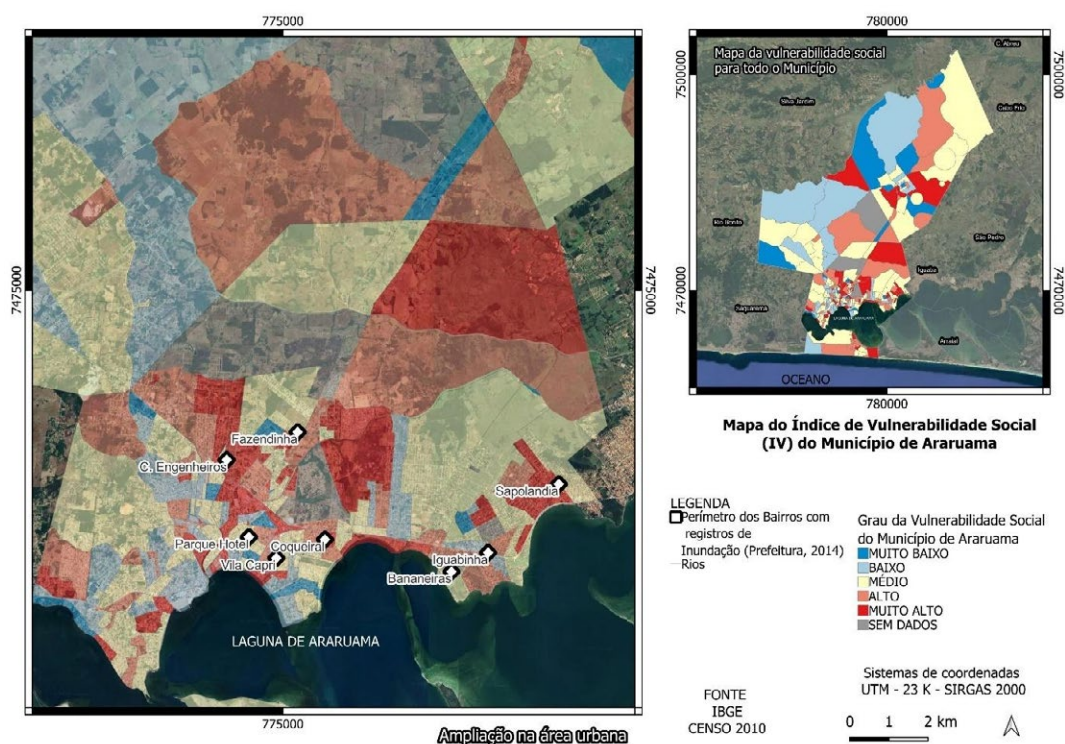 775000
7475000
Fazendinha
C. Engenheiros
Sapolandia
Parque Hotel
Coqueiral
Vila Capri
Iguabinha
Bananeiras
LAGUNA DE ARARUAMA
7475000
775000
Ampliação na área urbana
780000
Mapa da vulnerabilidade social
para todo o Município
C. Abreu
7500000
7500000
Silva Jardim
Cabo Frio
Rio Bonito
São Pedro
Iguaba
7470000
7470000
Saquarema
LAGUNA DE ARARUAMA
Arraial
OCEANO
780000
Mapa do Índice de Vulnerabilidade Social
(IV) do Município de Araruama
LEGENDA
Perímetro dos Bairros com
registros de
Inundação (Prefeitura, 2014)
Rios
Grau da Vulnerabilidade Social
do Município de Araruama
MUITO BAIXO
BAIXO
MÉDIO
ALTO
MUITO ALTO
SEM DADOS
Sistemas de coordenadas
UTM - 23 K - SIRGAS 2000
FONTE
IBGE
CENSO 2010
0 1 2 km